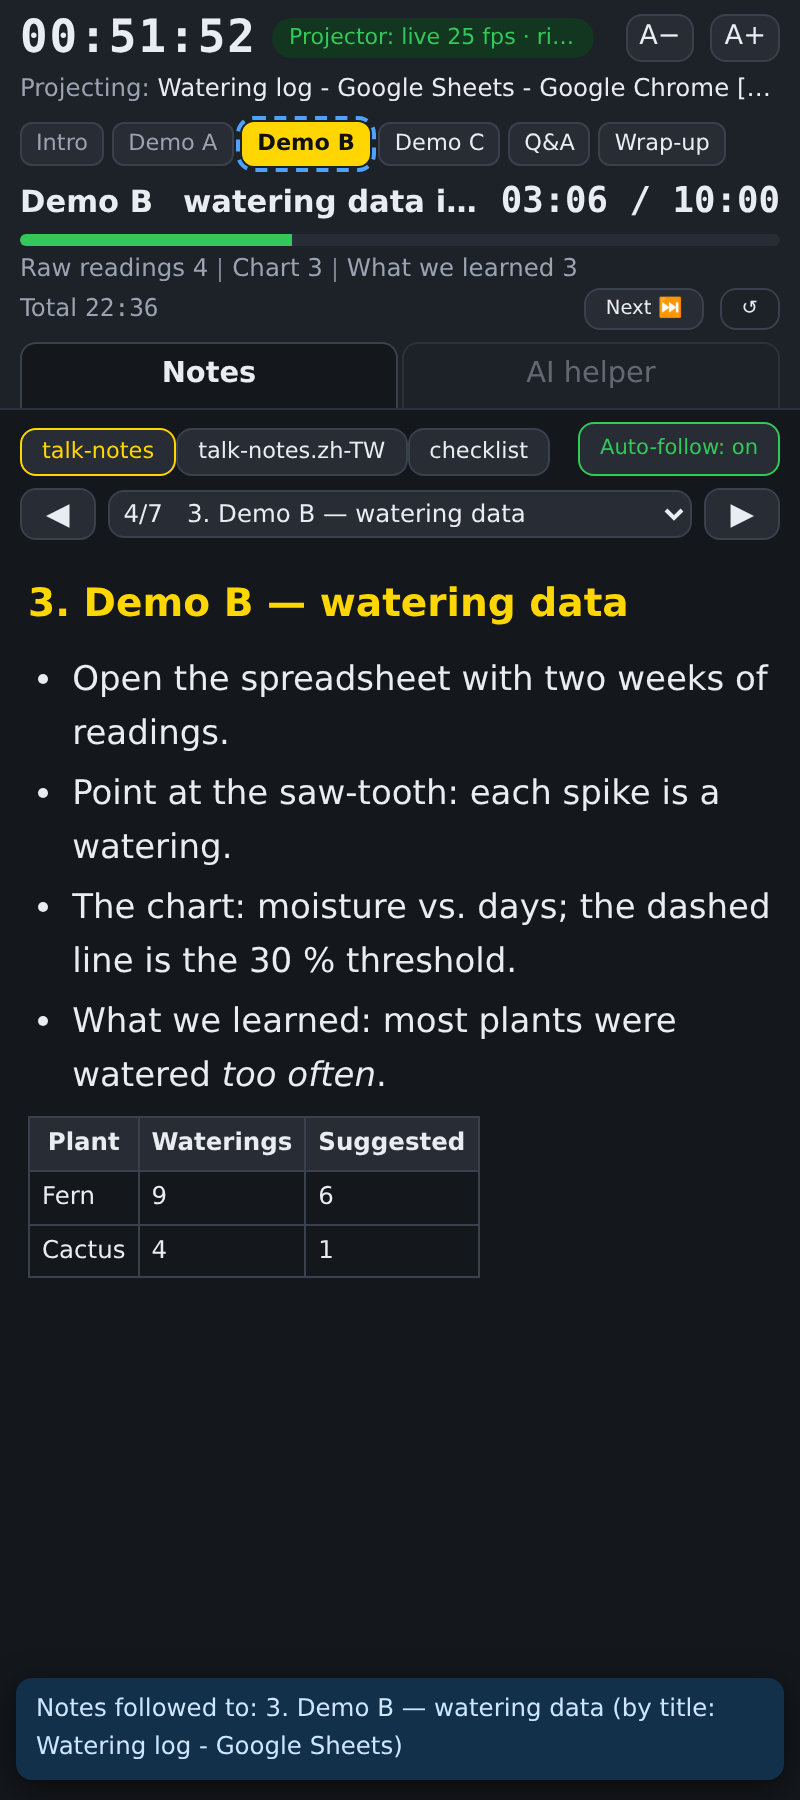 00:51:52 Projector: live 25 fps · ri... A− A+
Projecting: Watering log - Google Sheets - Google Chrome [...
Intro Demo A Demo B Demo C Q&A Wrap-up
Demo B watering data i... 03:06 / 10:00
Raw readings 4 | Chart 3 | What we learned 3
Total 22:36 Next ⏭ ↺
Notes AI helper
talk-notes talk-notes.zh-TW checklist Auto-follow: on
◀ 4/7 3. Demo B — watering data ▶
3. Demo B — watering data
• Open the spreadsheet with two weeks of
readings.
• Point at the saw-tooth: each spike is a
watering.
• The chart: moisture vs. days; the dashed
line is the 30 % threshold.
• What we learned: most plants were
watered too often.
Plant Waterings Suggested
Fern 9 6
Cactus 4 1
Notes followed to: 3. Demo B — watering data (by title:
Watering log - Google Sheets)